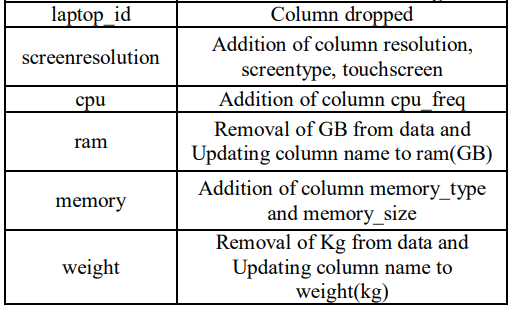 laptop_id
Column dropped
screenresolution
Addition of column resolution,
screentype, touchscreen
cpu
Addition of column cpu_freq
ram
Removal of GB from data and
Updating column name to ram(GB)
memory
Addition of column memory_type
and memory_size
weight
Removal of Kg from data and
Updating column name to
weight(kg)